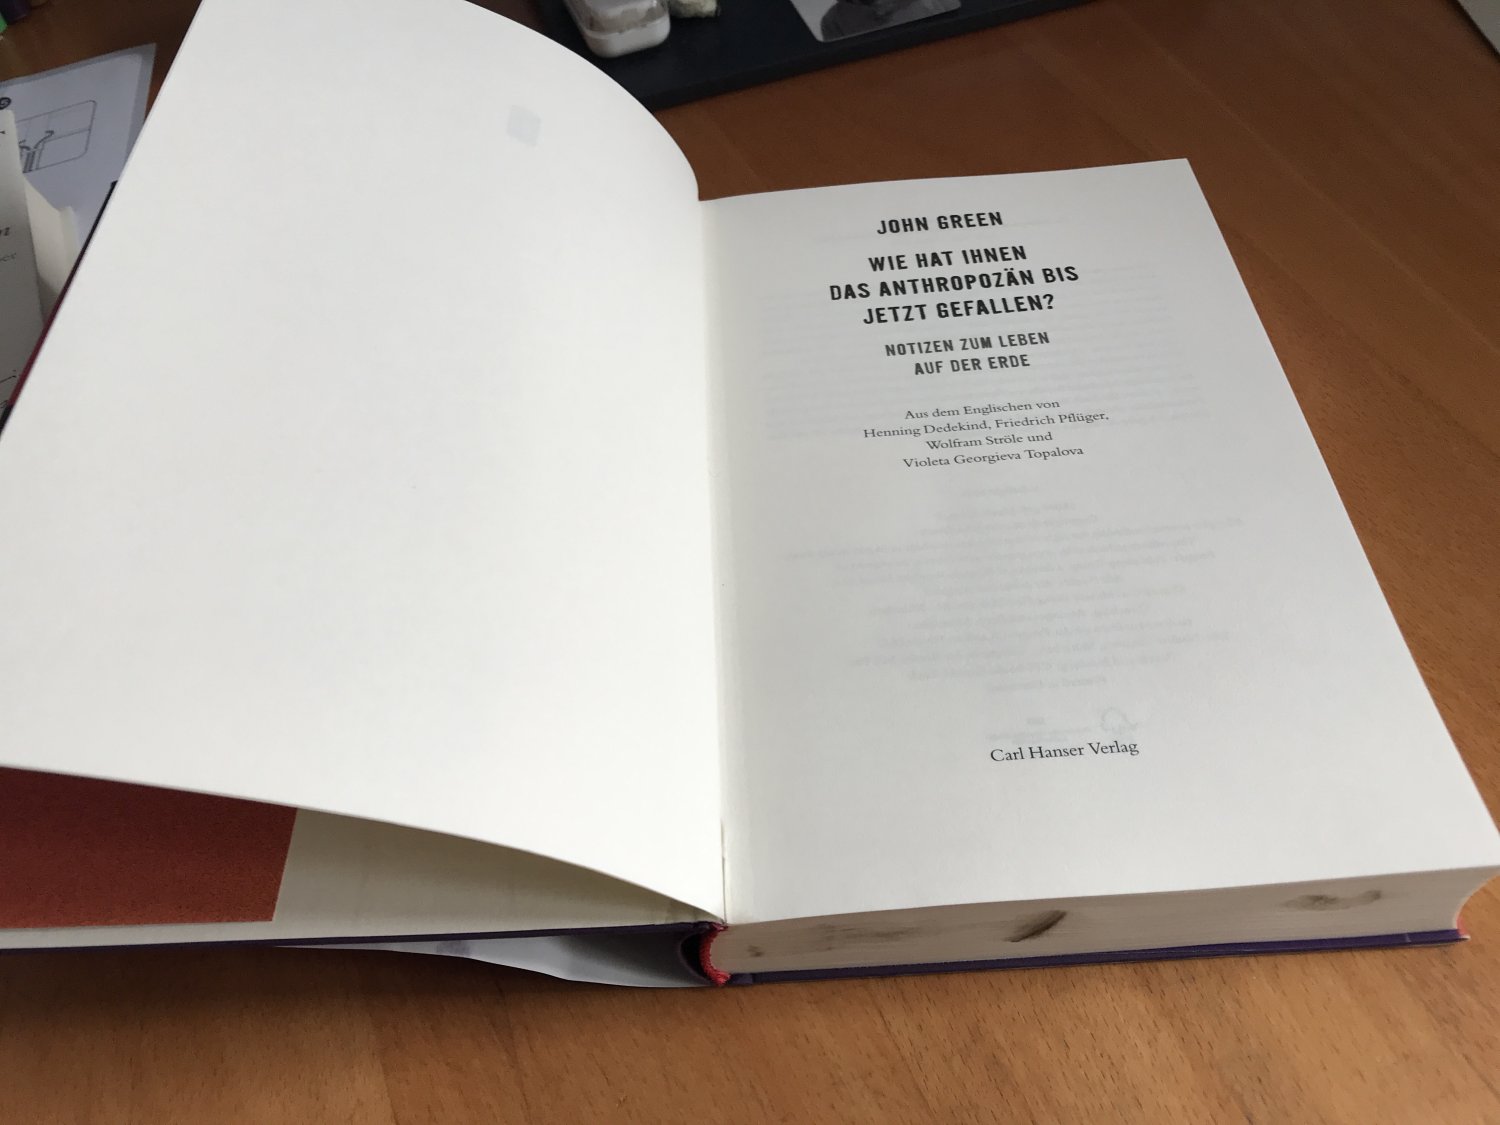 JOHN GREEN
WIE HAT IHNEN
DAS ANTHROPOZÄN BIS
JETZT GEFALLEN?
NOTIZEN ZUM LEBEN
AUF DER ERDE
Aus dem Englischen von
Henning Dedekind, Friedrich Pflüger,
Wolfram Ströle und
Violeta Georgieva Topalova
Carl Hanser Verlag